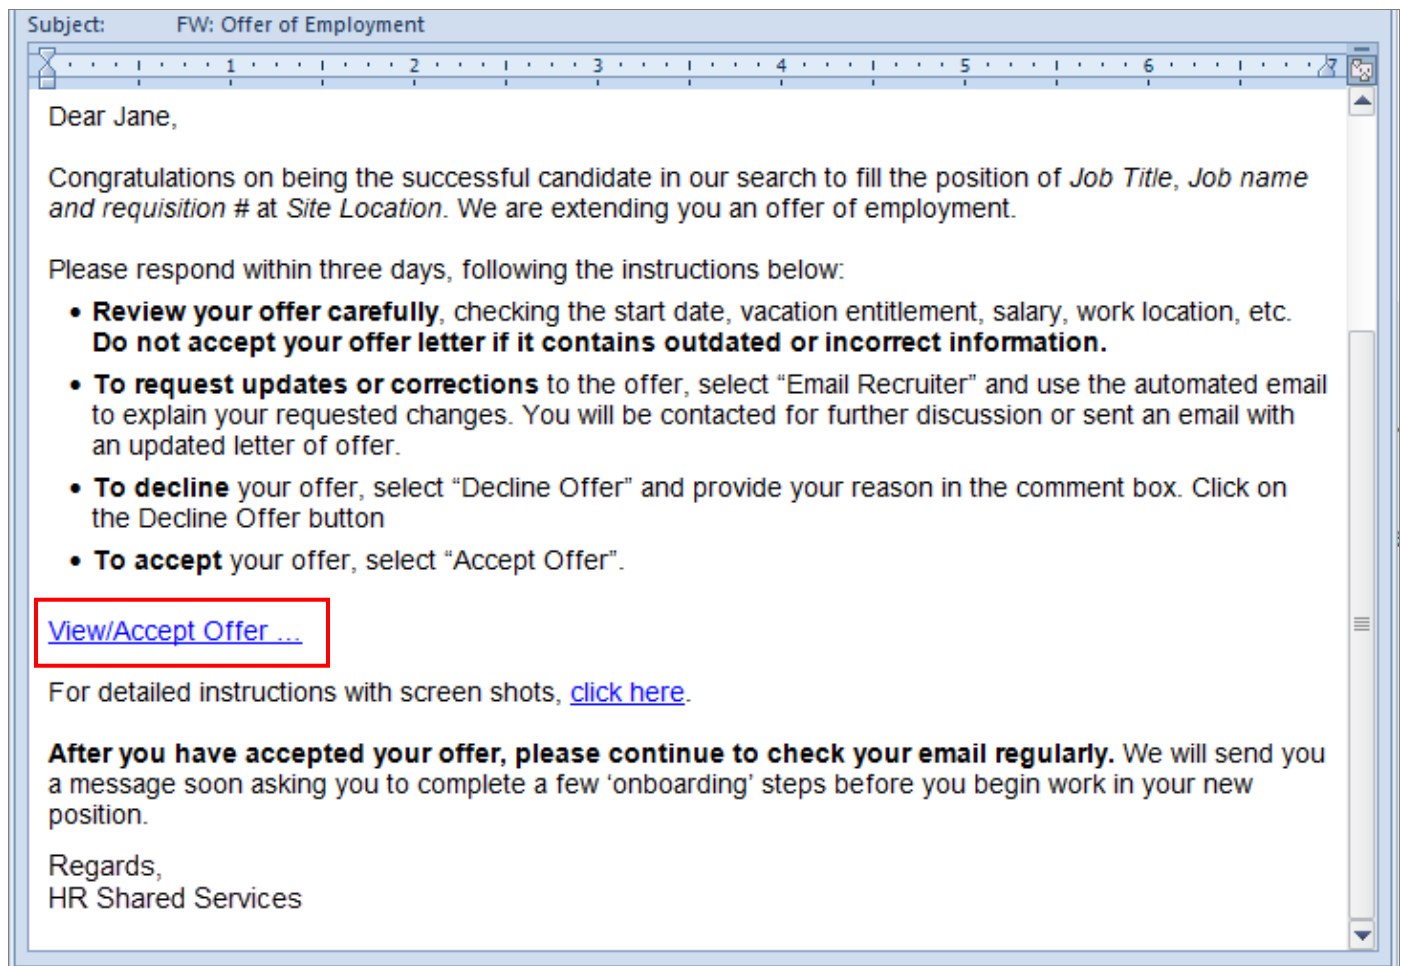 Subject: FW: Offer of Employment
1 2 3 4 5 6 7
Dear Jane,
Congratulations on being the successful candidate in our search to fill the position of Job Title, Job name
and requisition # at Site Location. We are extending you an offer of employment.
Please respond within three days, following the instructions below:
• Review your offer carefully, checking the start date, vacation entitlement, salary, work location, etc.
Do not accept your offer letter if it contains outdated or incorrect information.
• To request updates or corrections to the offer, select “Email Recruiter” and use the automated email
to explain your requested changes. You will be contacted for further discussion or sent an email with
an updated letter of offer.
• To decline your offer, select “Decline Offer” and provide your reason in the comment box. Click on
the Decline Offer button
• To accept your offer, select “Accept Offer”.
View/Accept Offer ...
For detailed instructions with screen shots, click here.
After you have accepted your offer, please continue to check your email regularly. We will send you
a message soon asking you to complete a few ‘onboarding’ steps before you begin work in your new
position.
Regards,
HR Shared Services